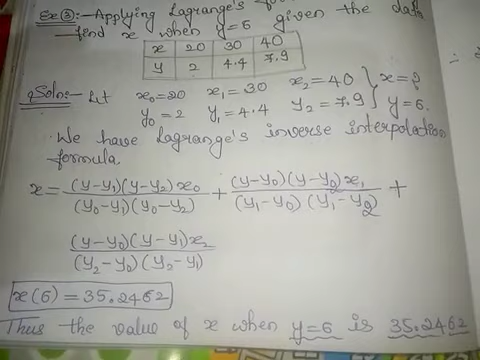 Ex ③:- Applying Lagrange's
find x when y=6 given the data
x 20 30 40
y 2 4.4 7.9
Soln:- Let x₀=20 x₁=30 x₂=40 } x=?
y₀=2 y₁=4.4 y₂=7.9 } y=6.
We have Lagrange's inverse interpolation
formula.
x = (y-y₁)(y-y₂)x₀ / (y₀-y₁)(y₀-y₂) + (y-y₀)(y-y₂)x₁ / (y₁-y₀)(y₁-y₂) +
(y-y₀)(y-y₁)x₂ / (y₂-y₀)(y₂-y₁)
x(6) = 35.2462
Thus the value of x when y=6 is 35.2462